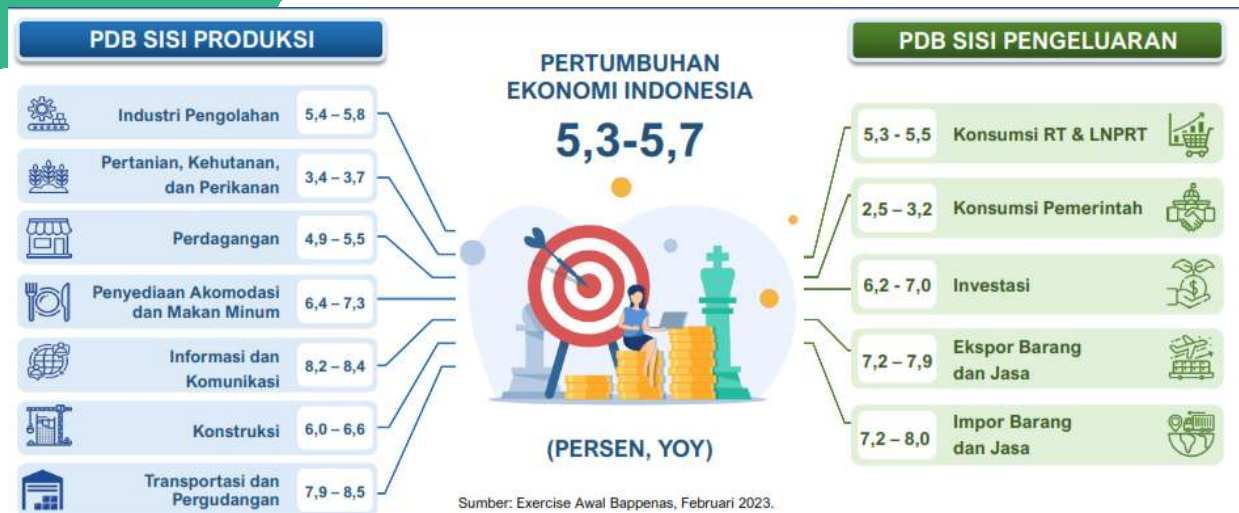 PDB SISI PRODUKSI
Industri Pengolahan 5,4 – 5,8
Pertanian, Kehutanan,
dan Perikanan 3,4 – 3,7
Perdagangan 4,9 – 5,5
Penyediaan Akomodasi
dan Makan Minum 6,4 – 7,3
Informasi dan
Komunikasi 8,2 – 8,4
Konstruksi 6,0 – 6,6
Transportasi dan
Pergudangan 7,9 – 8,5
PERTUMBUHAN
EKONOMI INDONESIA
5,3-5,7
(PERSEN, YOY)
Sumber: Exercise Awal Bappenas, Februari 2023.
PDB SISI PENGELUARAN
5,3 - 5,5 Konsumsi RT & LNPRT
2,5 – 3,2 Konsumsi Pemerintah
6,2 - 7,0 Investasi
7,2 – 7,9 Ekspor Barang
dan Jasa
7,2 – 8,0 Impor Barang
dan Jasa